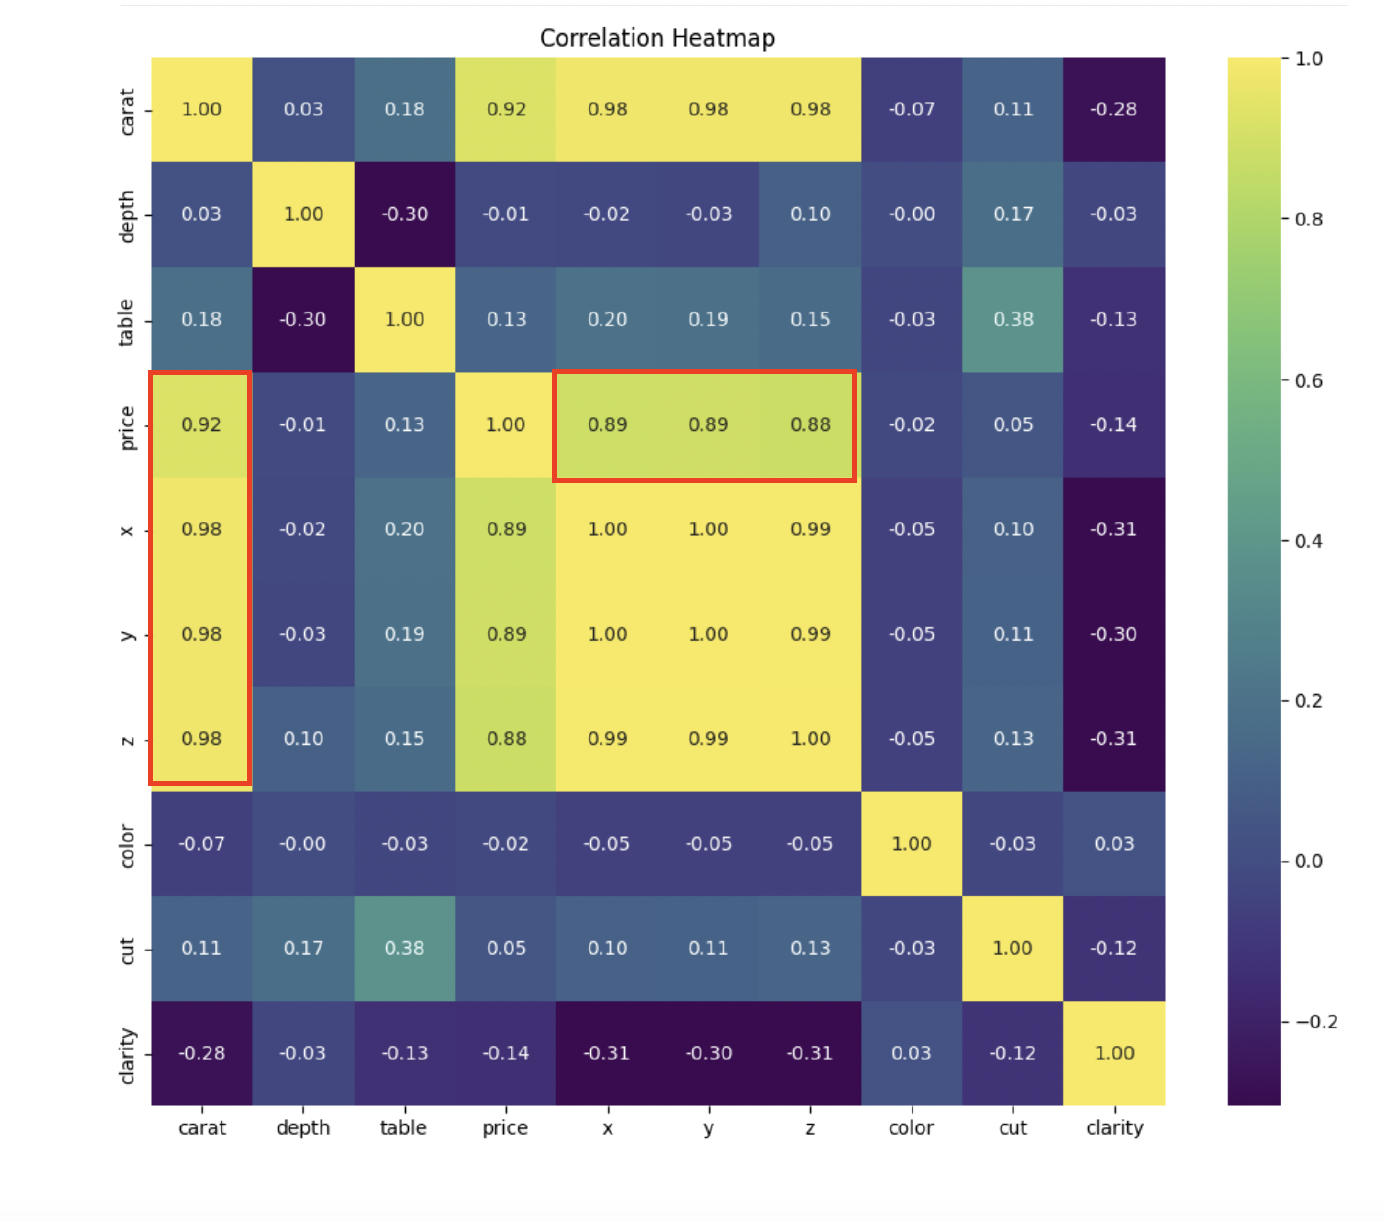 Correlation Heatmap
carat 1.00 0.03 0.18 0.92 0.98 0.98 0.98 -0.07 0.11 -0.28
depth 0.03 1.00 -0.30 -0.01 -0.02 -0.03 0.10 -0.00 0.17 -0.03
table 0.18 -0.30 1.00 0.13 0.20 0.19 0.15 -0.03 0.38 -0.13
price 0.92 -0.01 0.13 1.00 0.89 0.89 0.88 -0.02 0.05 -0.14
x 0.98 -0.02 0.20 0.89 1.00 1.00 0.99 -0.05 0.10 -0.31
y 0.98 -0.03 0.19 0.89 1.00 1.00 0.99 -0.05 0.11 -0.30
z 0.98 0.10 0.15 0.88 0.99 0.99 1.00 -0.05 0.13 -0.31
color -0.07 -0.00 -0.03 -0.02 -0.05 -0.05 -0.05 1.00 -0.03 0.03
cut 0.11 0.17 0.38 0.05 0.10 0.11 0.13 -0.03 1.00 -0.12
clarity -0.28 -0.03 -0.13 -0.14 -0.31 -0.30 -0.31 0.03 -0.12 1.00
carat depth table price x y z color cut clarity
1.0
0.8
0.6
0.4
0.2
0.0
−0.2